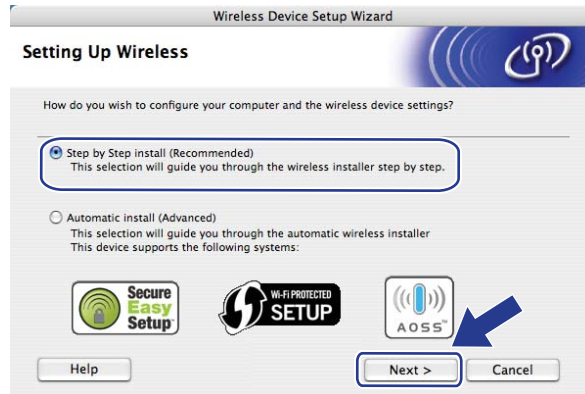 Wireless Device Setup Wizard
Setting Up Wireless
How do you wish to configure your computer and the wireless device settings?
Step by Step install (Recommended)
This selection will guide you through the wireless installer step by step.
Automatic install (Advanced)
This selection will guide you through the automatic wireless installer
This device supports the following systems:
Secure
Easy
Setup
Wi-Fi PROTECTED
SETUP
AOSS™
Help
Next >
Cancel